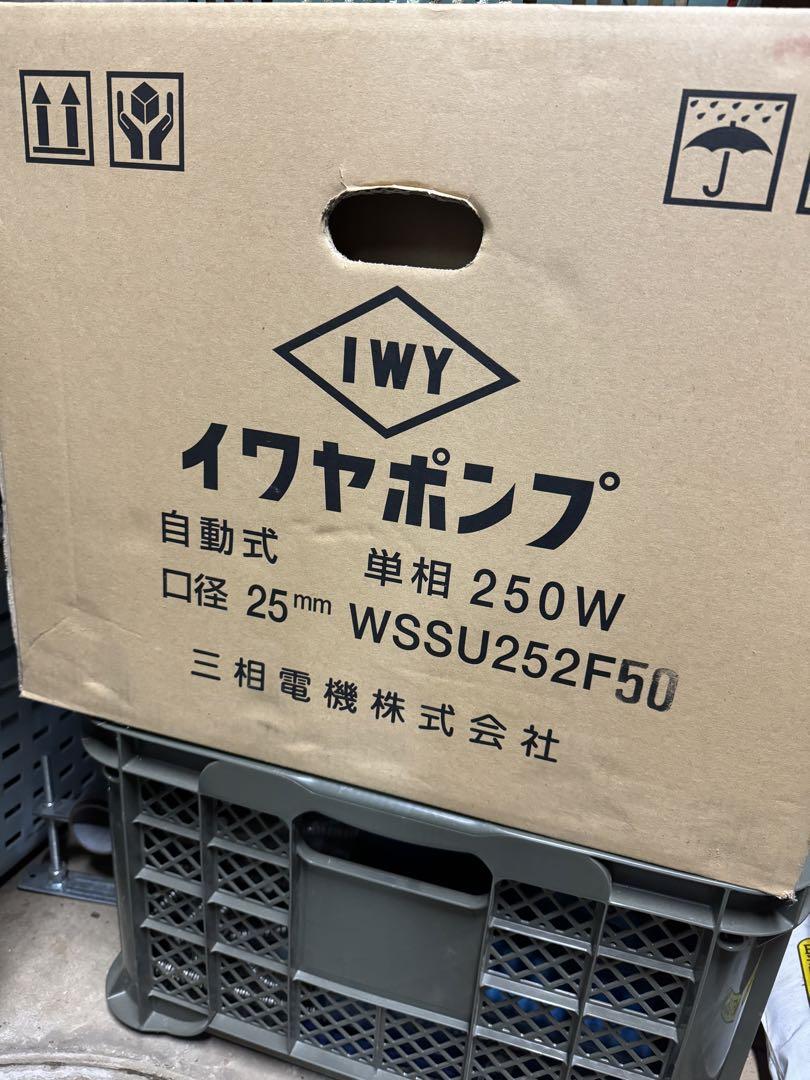 IWY
イワヤポンプ
自動式 単相 250W
口径 25mm WSSU252F50
三相電機株式会社